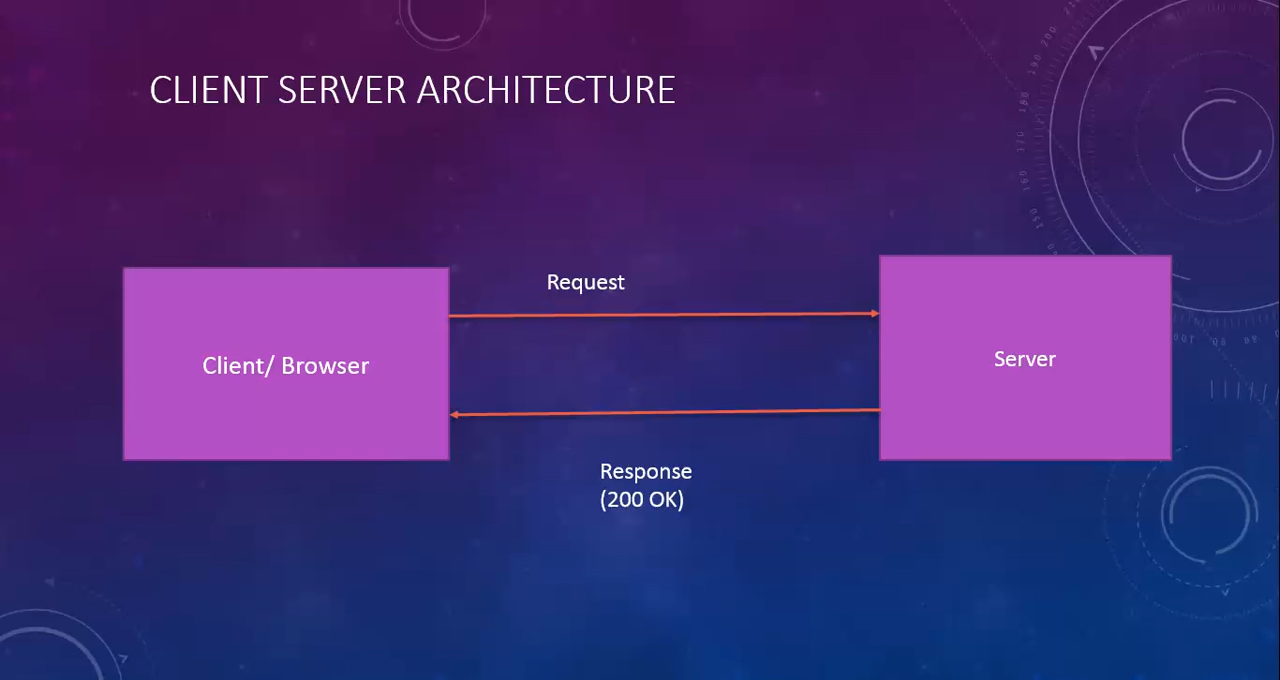 CLIENT SERVER ARCHITECTURE
Request
Client/ Browser
Server
Response
(200 OK)